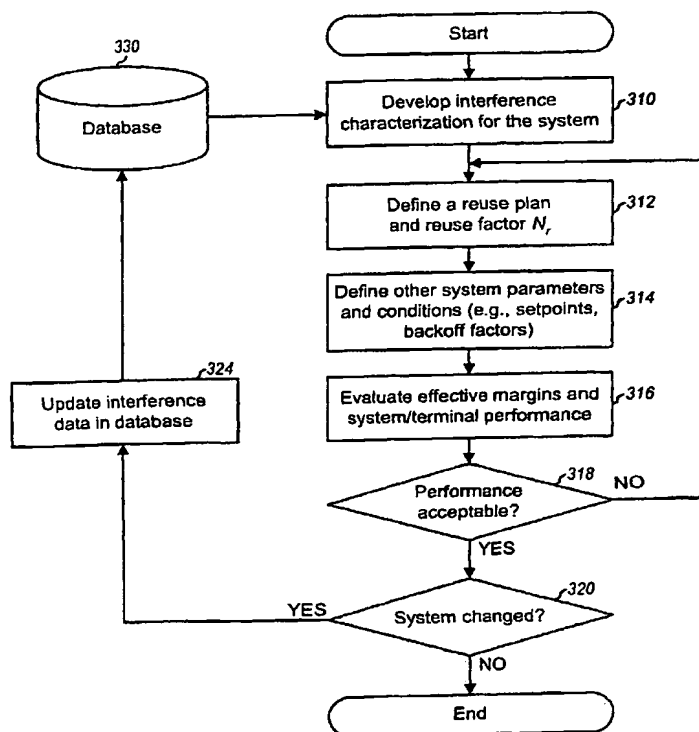 Start
330
Database
Develop interference
characterization for the system
310
Define a reuse plan
and reuse factor Nr
312
Define other system parameters
and conditions (e.g., setpoints,
backoff factors)
314
324
Update interference
data in database
Evaluate effective margins and
system/terminal performance
316
318
Performance
acceptable?
NO
YES
320
YES
System changed?
NO
End